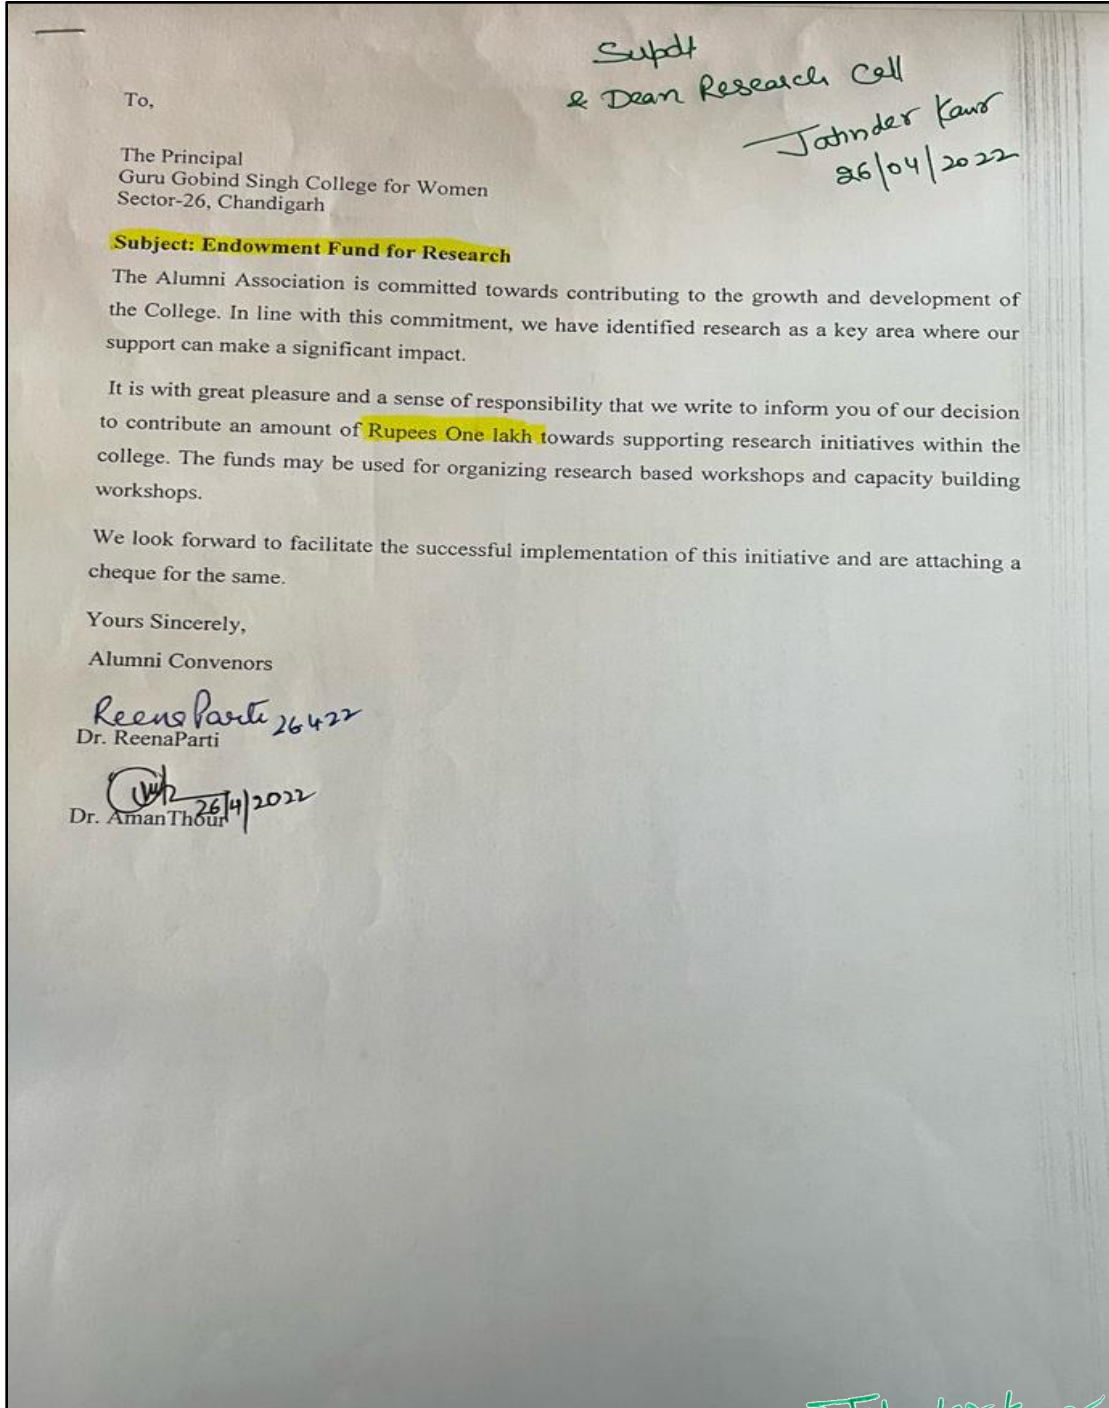 Supdt
& Dean Research Cell
Jatinder Kaur
26/04/2022
To,
The Principal
Guru Gobind Singh College for Women
Sector-26, Chandigarh
Subject: Endowment Fund for Research
The Alumni Association is committed towards contributing to the growth and development of
the College. In line with this commitment, we have identified research as a key area where our
support can make a significant impact.
It is with great pleasure and a sense of responsibility that we write to inform you of our decision
to contribute an amount of Rupees One lakh towards supporting research initiatives within the
college. The funds may be used for organizing research based workshops and capacity building
workshops.
We look forward to facilitate the successful implementation of this initiative and are attaching a
cheque for the same.
Yours Sincerely,
Alumni Convenors
Reena Parti 26422
Dr. ReenaParti
26/4/2022
Dr. AmanThour